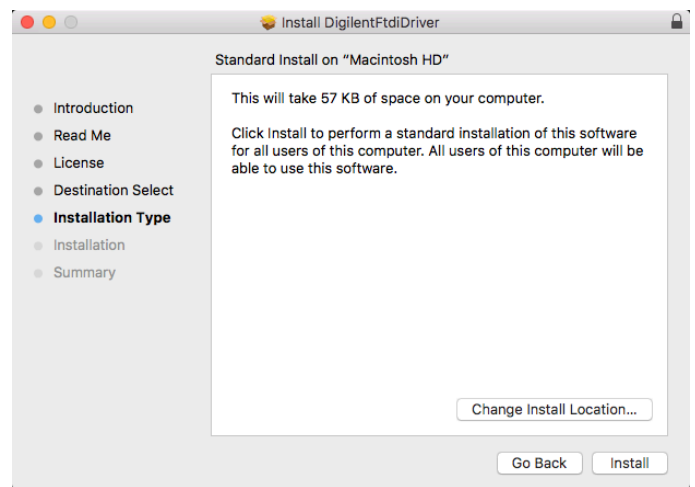 Install DigilentFtdiDriver
Standard Install on "Macintosh HD"
Introduction
Read Me
License
Destination Select
Installation Type
Installation
Summary
This will take 57 KB of space on your computer.
Click Install to perform a standard installation of this software
for all users of this computer. All users of this computer will be
able to use this software.
Change Install Location...
Go Back
Install